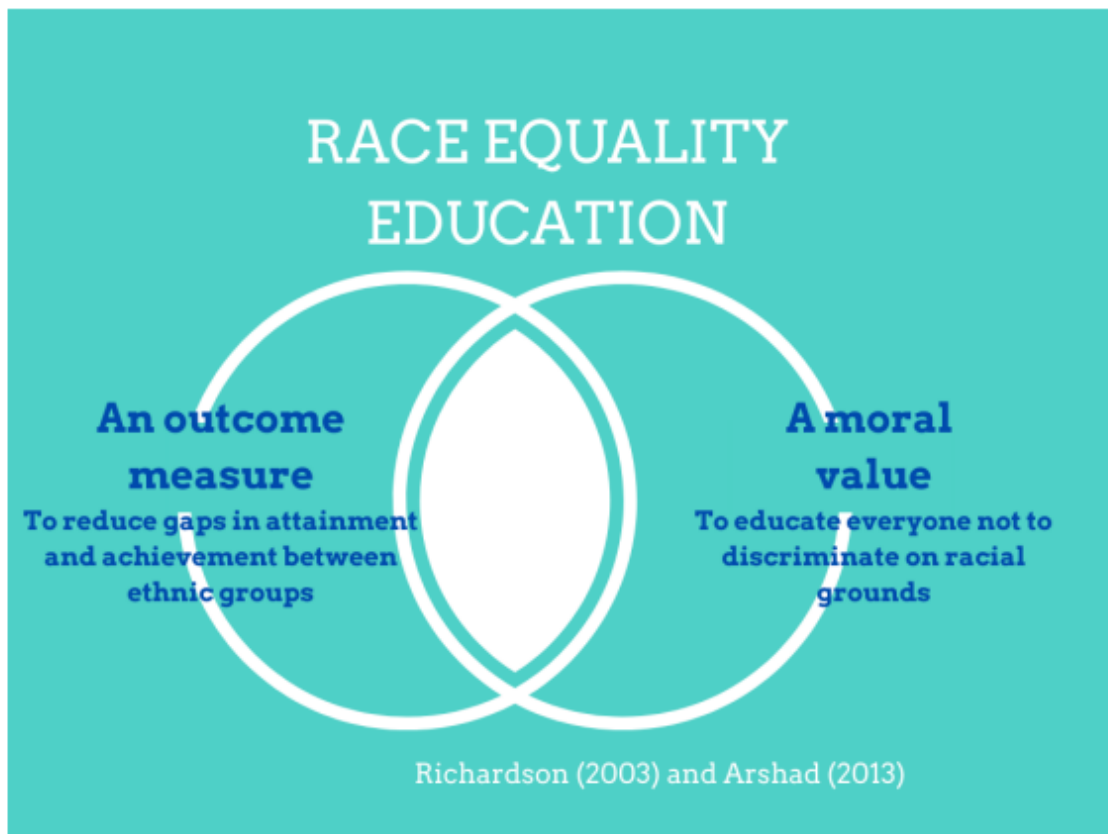 RACE EQUALITY
EDUCATION
An outcome
measure
To reduce gaps in attainment
and achievement between
ethnic groups
A moral
value
To educate everyone not to
discriminate on racial
grounds
Richardson (2003) and Arshad (2013)